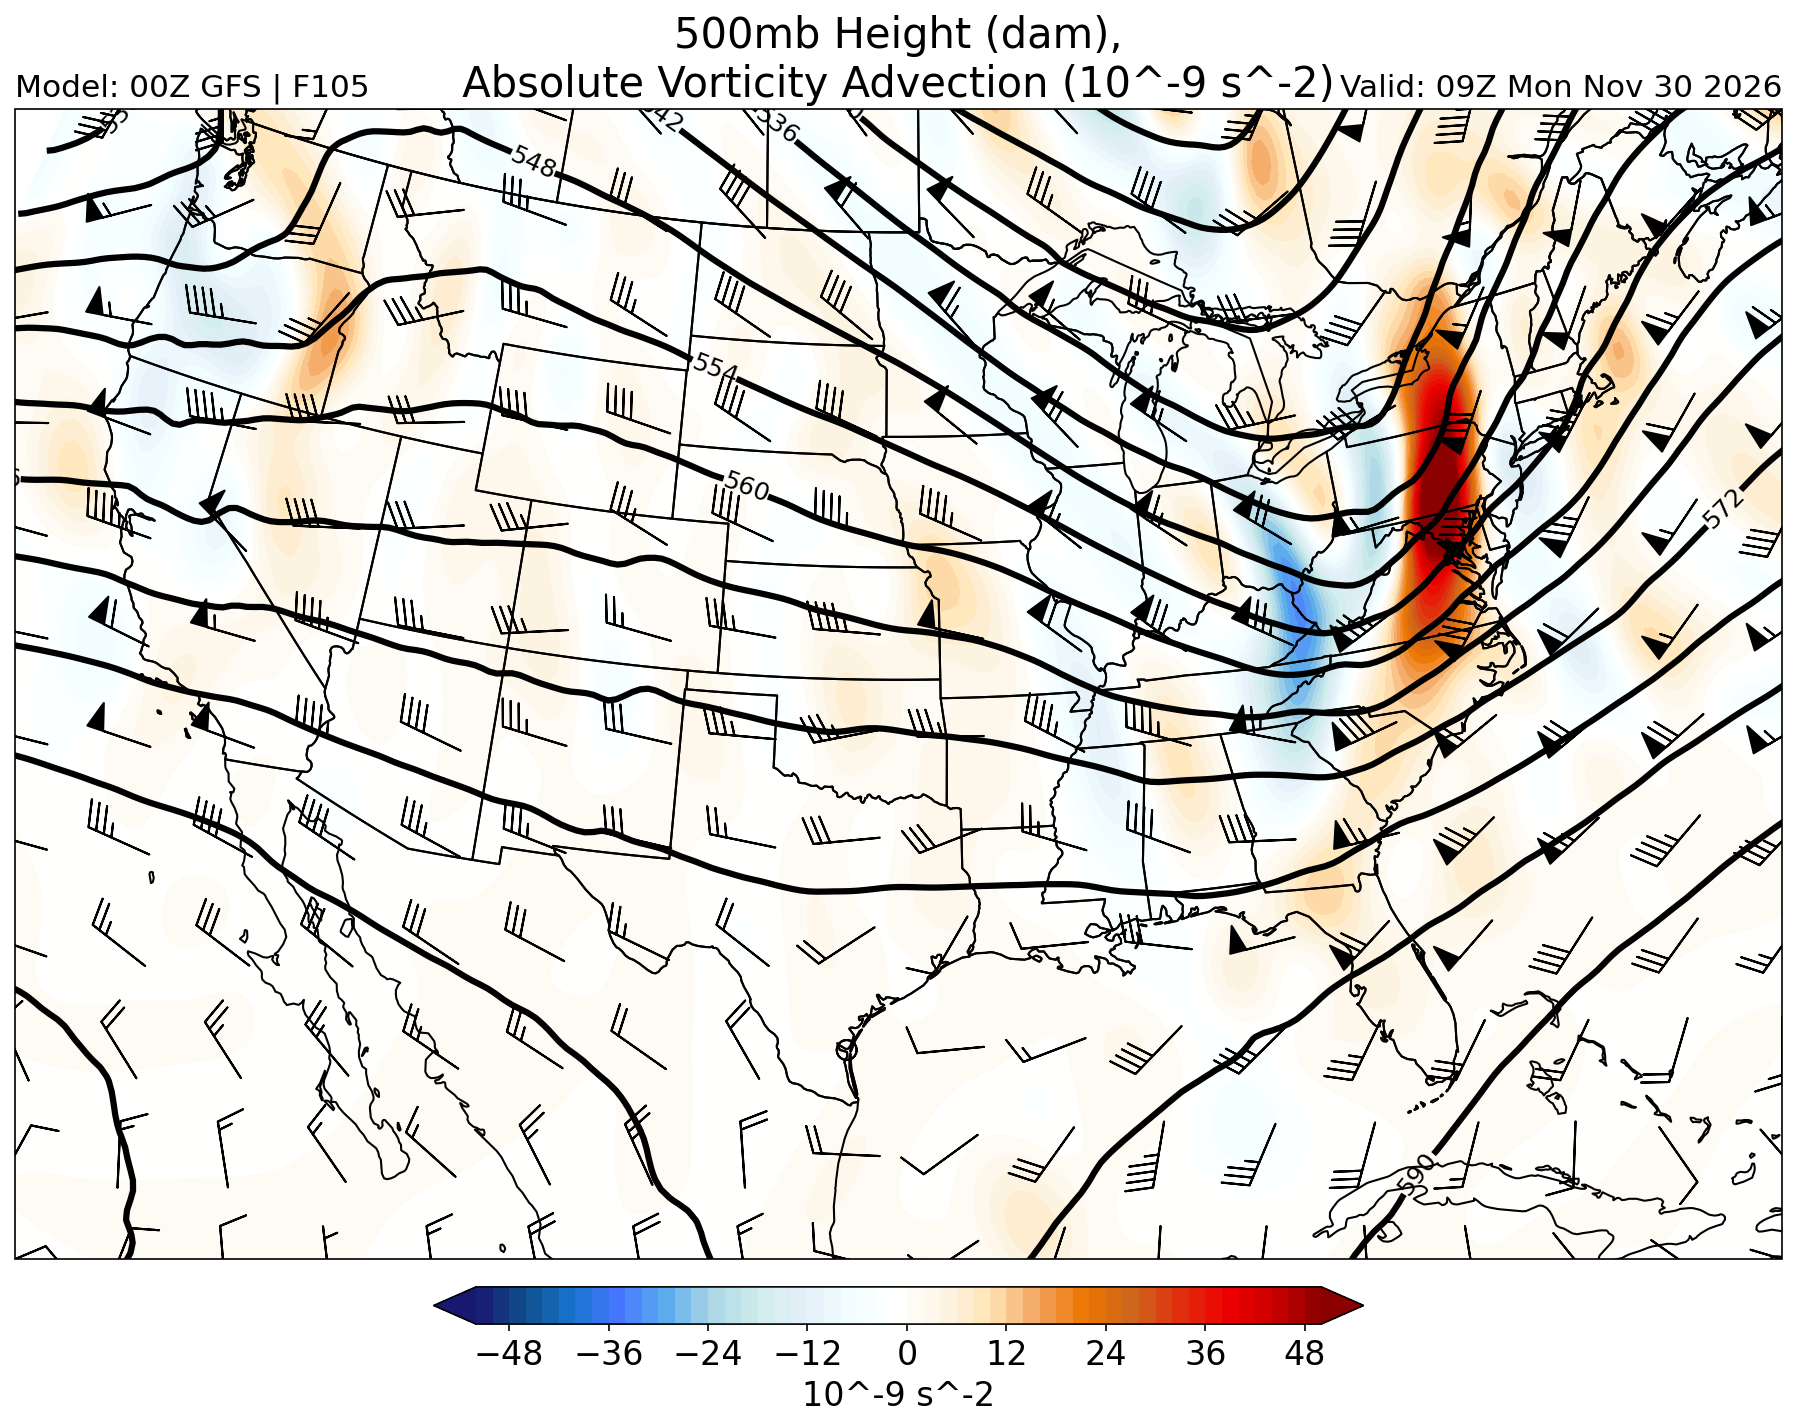 500mb Height (dam),
Absolute Vorticity Advection (10^-9 s^-2)
Model: 00Z GFS | F105
Valid: 09Z Mon Nov 30 2026
542
536
548
554
560
572
590
−48 −36 −24 −12 0 12 24 36 48
10^-9 s^-2